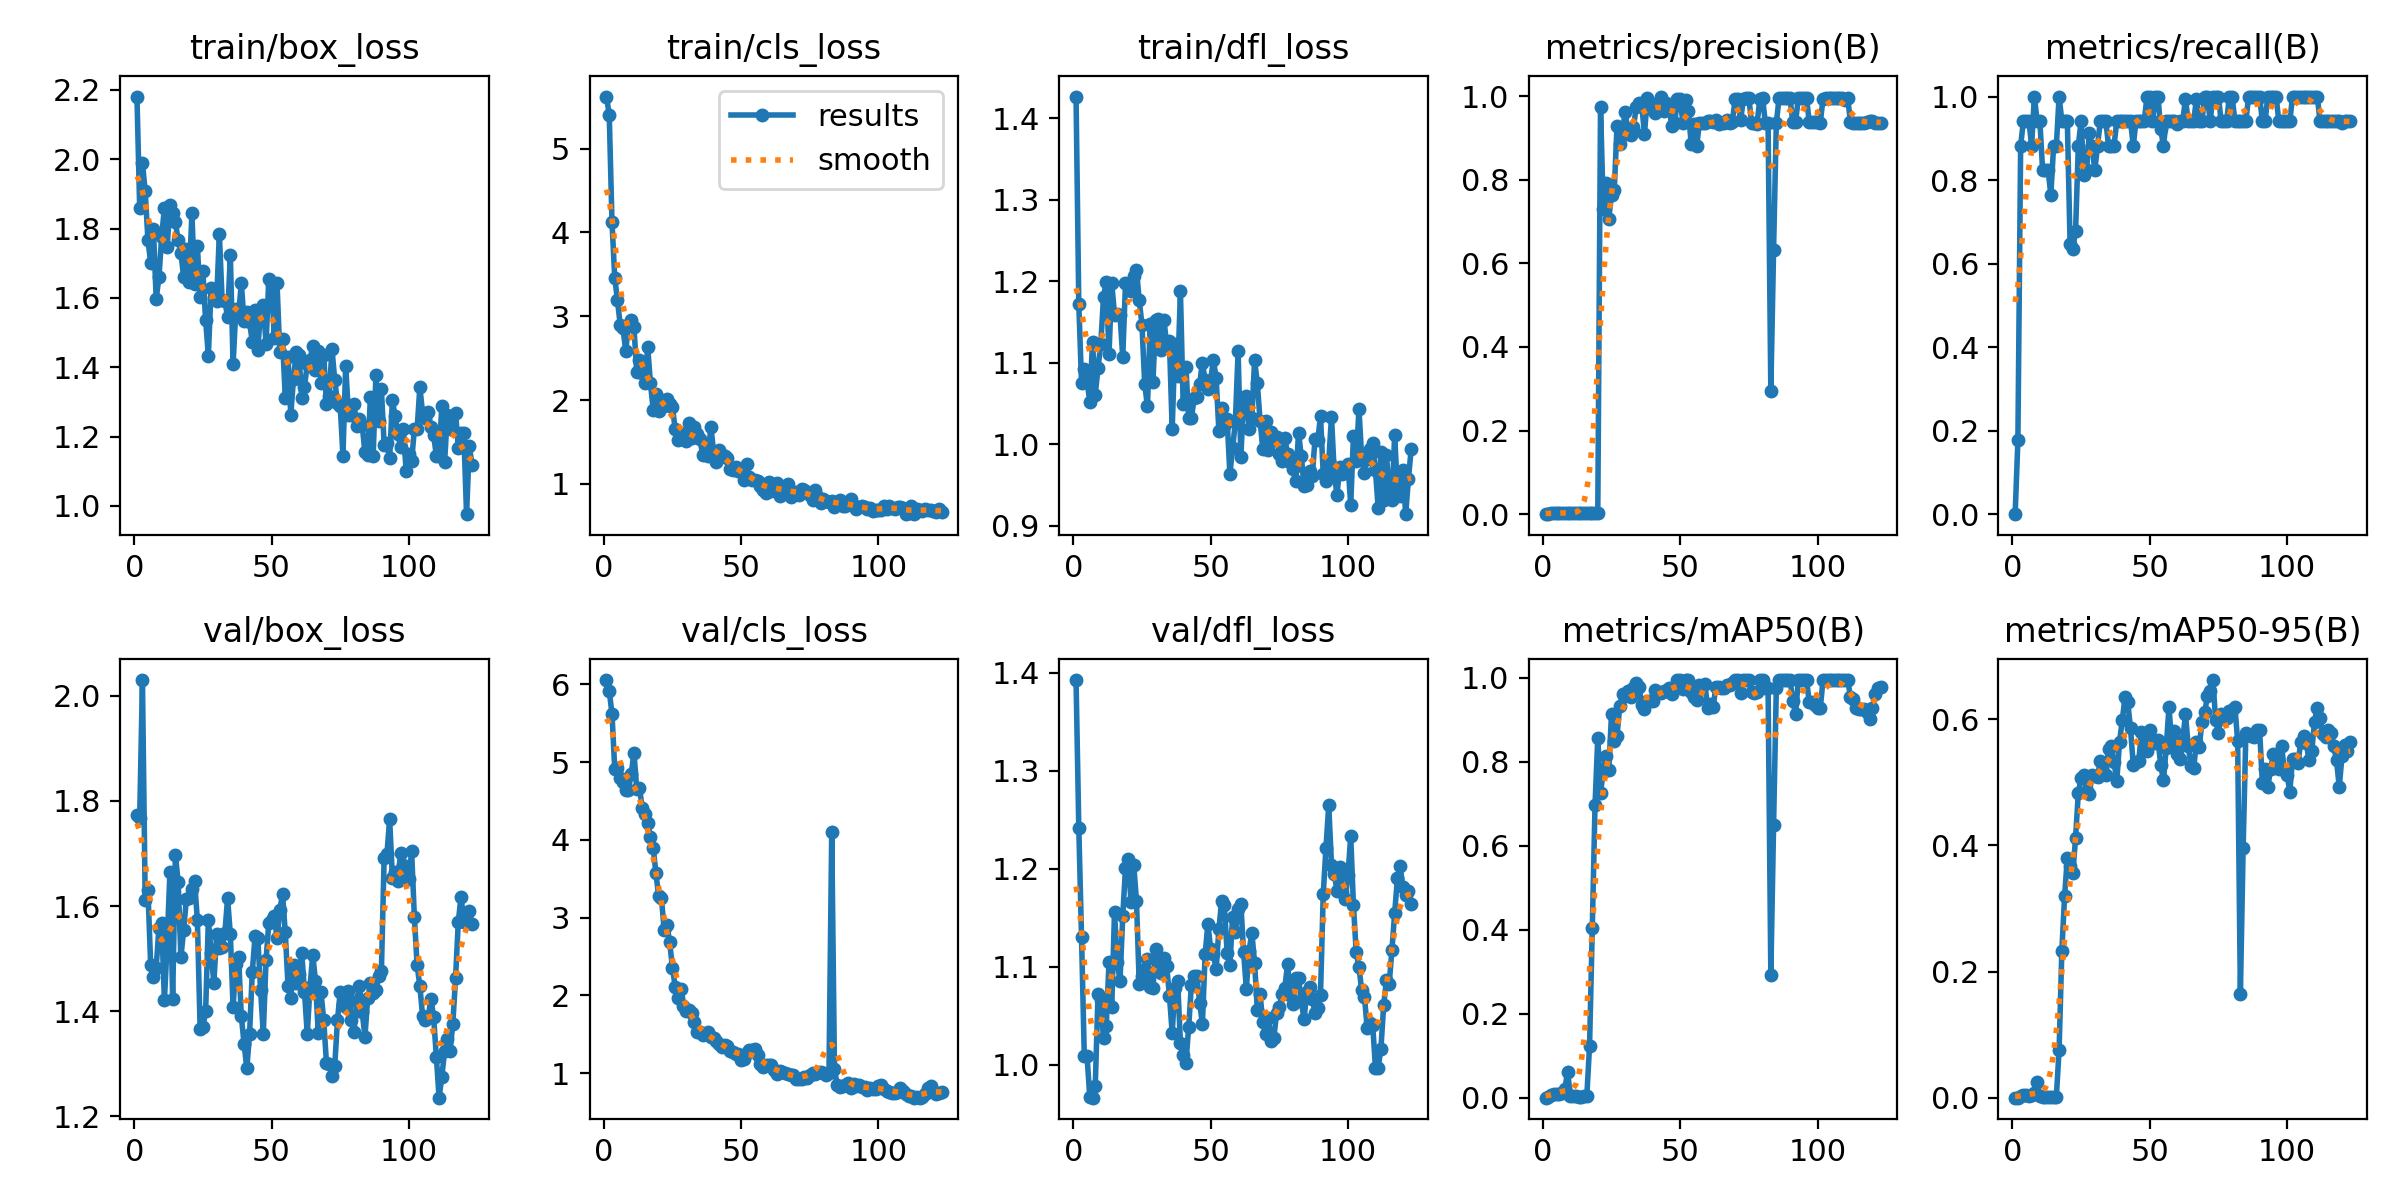 train/box_loss
train/cls_loss
train/dfl_loss
metrics/precision(B)
metrics/recall(B)
2.2
2.0
1.8
1.6
1.4
1.2
1.0
0 50 100
5
4
3
2
1
0 50 100
results
smooth
1.4
1.3
1.2
1.1
1.0
0.9
0 50 100
1.0
0.8
0.6
0.4
0.2
0.0
0 50 100
1.0
0.8
0.6
0.4
0.2
0.0
0 50 100
val/box_loss
val/cls_loss
val/dfl_loss
metrics/mAP50(B)
metrics/mAP50-95(B)
2.0
1.8
1.6
1.4
1.2
0 50 100
6
5
4
3
2
1
0 50 100
1.4
1.3
1.2
1.1
1.0
0 50 100
1.0
0.8
0.6
0.4
0.2
0.0
0 50 100
0.6
0.4
0.2
0.0
0 50 100